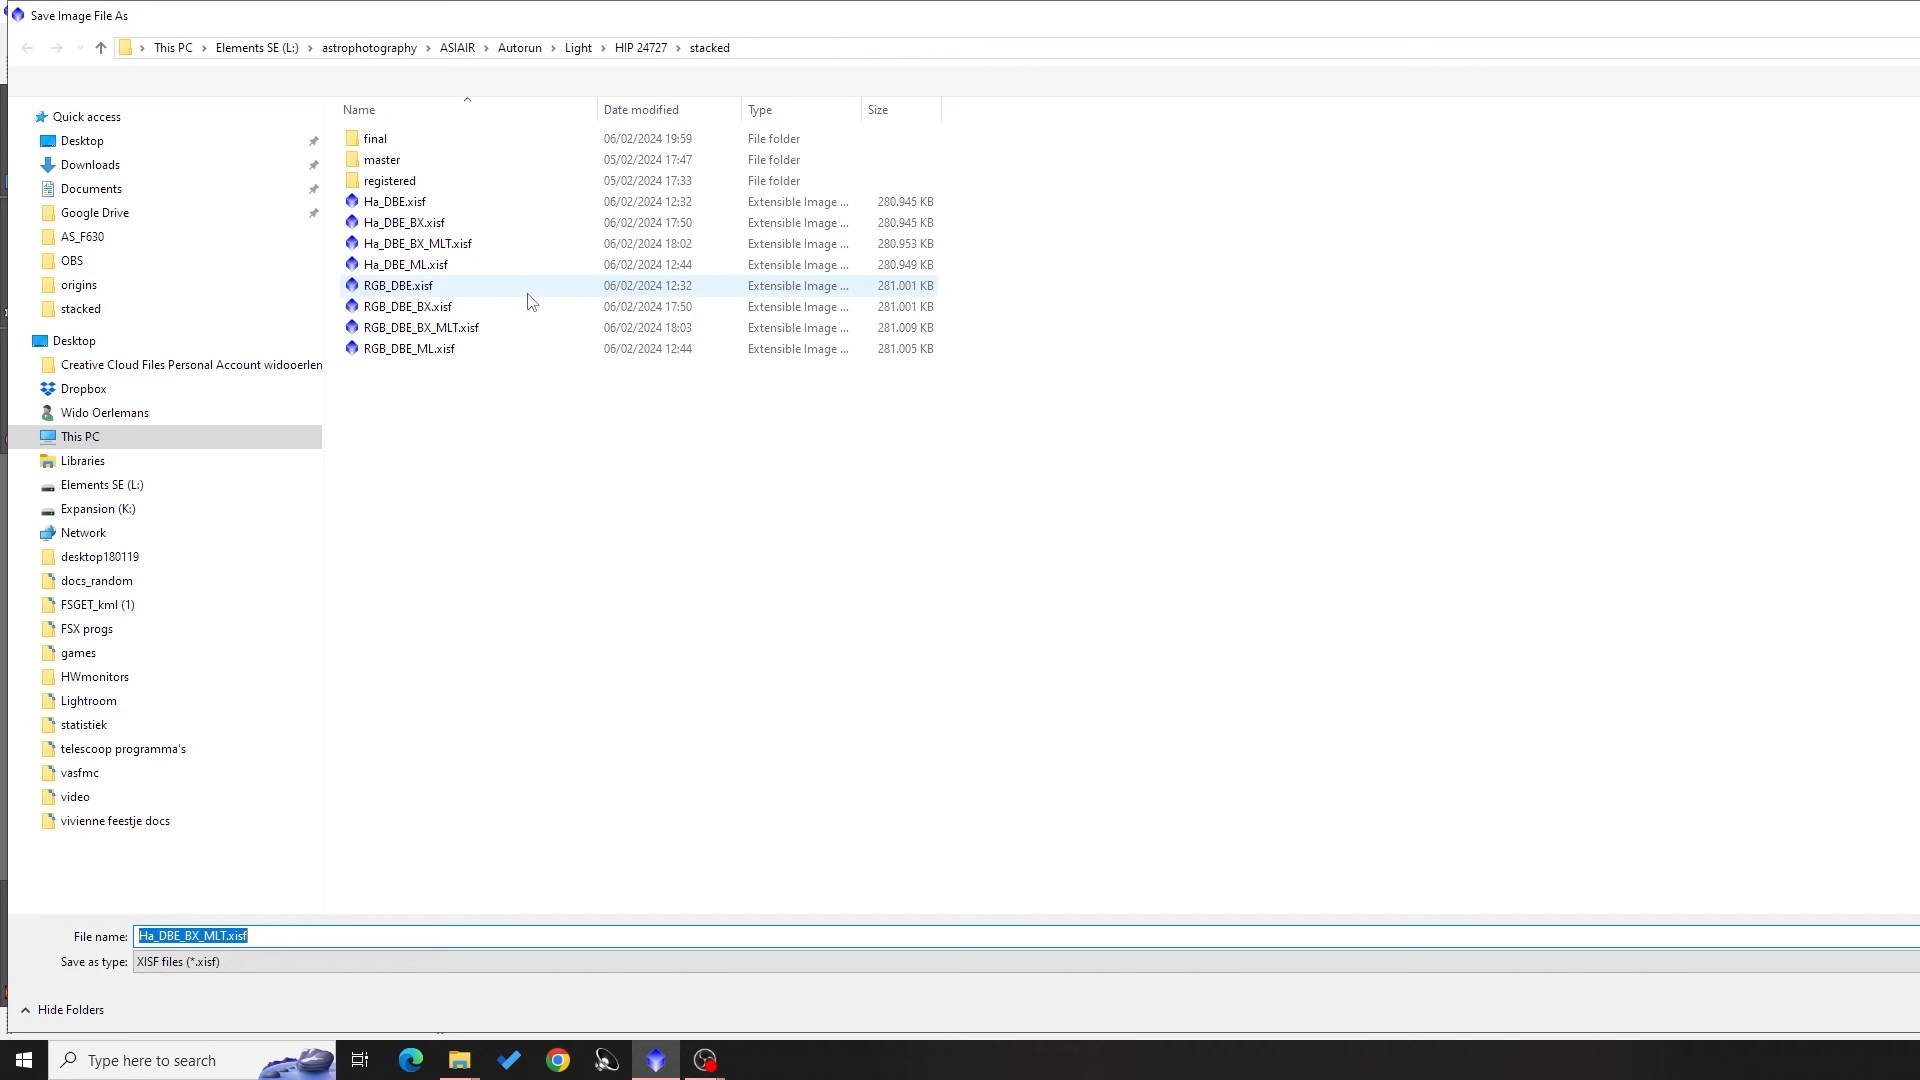 Save Image File As
This PC > Elements SE (L:) > astrophotography > ASIAIR > Autorun > Light > HIP 24727 > stacked
Name Date modified Type Size
Quick access
Desktop
Downloads
Documents
Google Drive
AS_F630
OBS
origins
stacked
Desktop
Creative Cloud Files Personal Account widooerlen
Dropbox
Wido Oerlemans
This PC
Libraries
Elements SE (L:)
Expansion (K:)
Network
desktop180119
docs_random
FSGET_kml (1)
FSX progs
games
HWmonitors
Lightroom
statistiek
telescoop programma's
vasfmc
video
vivienne feestje docs
final 06/02/2024 19:59 File folder
master 05/02/2024 17:47 File folder
registered 05/02/2024 17:33 File folder
Ha_DBE.xisf 06/02/2024 12:32 Extensible Image ... 280.945 KB
Ha_DBE_BX.xisf 06/02/2024 17:50 Extensible Image ... 280.945 KB
Ha_DBE_BX_MLT.xisf 06/02/2024 18:02 Extensible Image ... 280.953 KB
Ha_DBE_ML.xisf 06/02/2024 12:44 Extensible Image ... 280.949 KB
RGB_DBE.xisf 06/02/2024 12:32 Extensible Image ... 281.001 KB
RGB_DBE_BX.xisf 06/02/2024 17:50 Extensible Image ... 281.001 KB
RGB_DBE_BX_MLT.xisf 06/02/2024 18:03 Extensible Image ... 281.009 KB
RGB_DBE_ML.xisf 06/02/2024 12:44 Extensible Image ... 281.005 KB
File name: Ha_DBE_BX_MLT.xisf
Save as type: XISF files (*.xisf)
Hide Folders
Type here to search